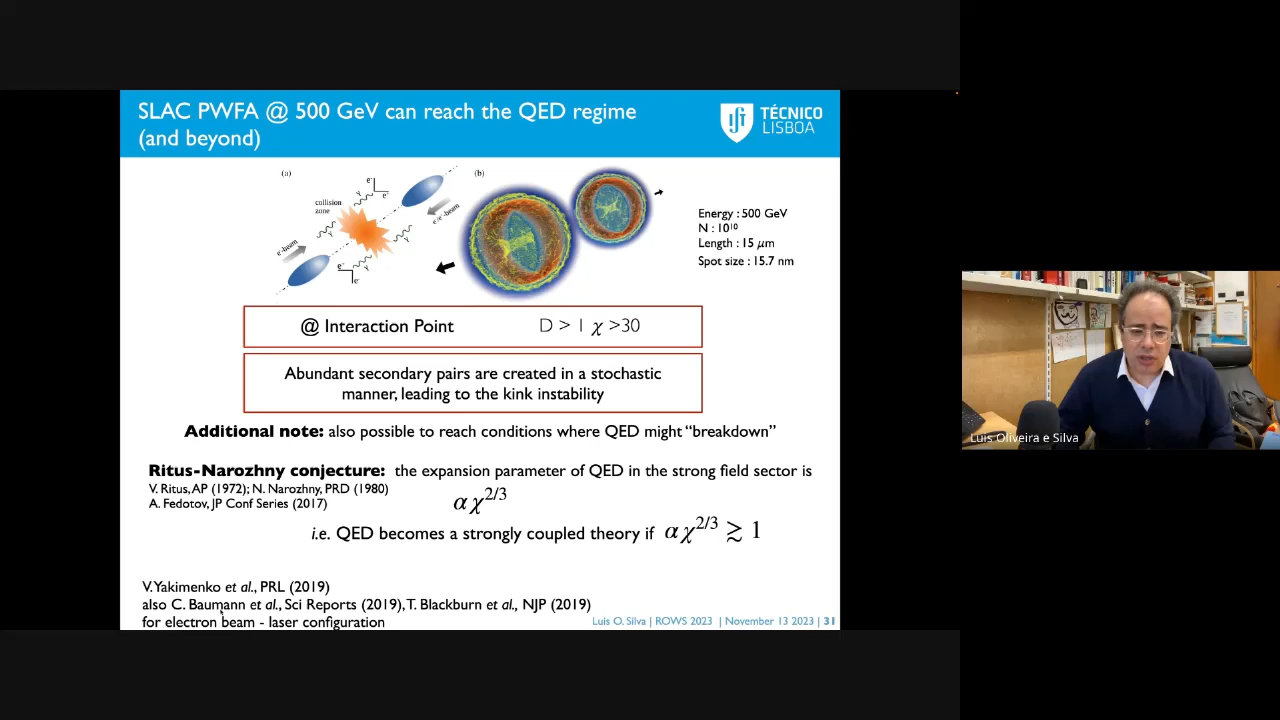 SLAC PWFA @ 500 GeV can reach the QED regime
(and beyond)
TÉCNICO
LISBOA
(a)
(b)
e⁻
e⁻
γ
collision
zone
γ
γ
e⁻/e⁻-beam
e⁻-beam
γ
e⁻
e⁻
Energy : 500 GeV
N : 10¹⁰
Length : 15 μm
Spot size : 15.7 nm
@ Interaction Point D > 1 χ >30
Abundant secondary pairs are created in a stochastic
manner, leading to the kink instability
Additional note: also possible to reach conditions where QED might “breakdown”
Ritus-Narozhny conjecture: the expansion parameter of QED in the strong field sector is
V. Ritus, AP (1972); N. Narozhny, PRD (1980)
A. Fedotov, JP Conf Series (2017)
αχ^2/3
i.e. QED becomes a strongly coupled theory if αχ^2/3 ≳ 1
V. Yakimenko et al., PRL (2019)
also C. Baumann et al., Sci Reports (2019), T. Blackburn et al., NJP (2019)
for electron beam - laser configuration
Luis O. Silva | ROWS 2023 | November 13 2023 | 31
Luis Oliveira e Silva